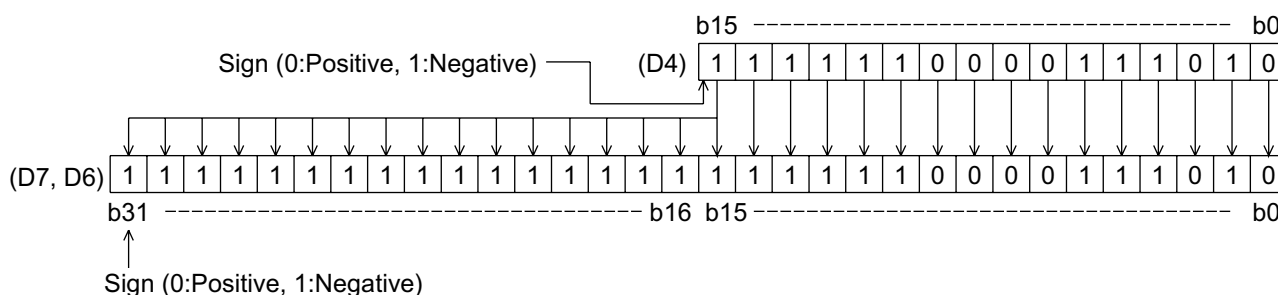 b15 b0
Sign (0:Positive, 1:Negative) (D4) 1 1 1 1 1 1 0 0 0 0 1 1 1 0 1 0
(D7, D6) 1 1 1 1 1 1 1 1 1 1 1 1 1 1 1 1 1 1 1 1 1 1 0 0 0 0 1 1 1 0 1 0
b31 b16 b15 b0
Sign (0:Positive, 1:Negative)